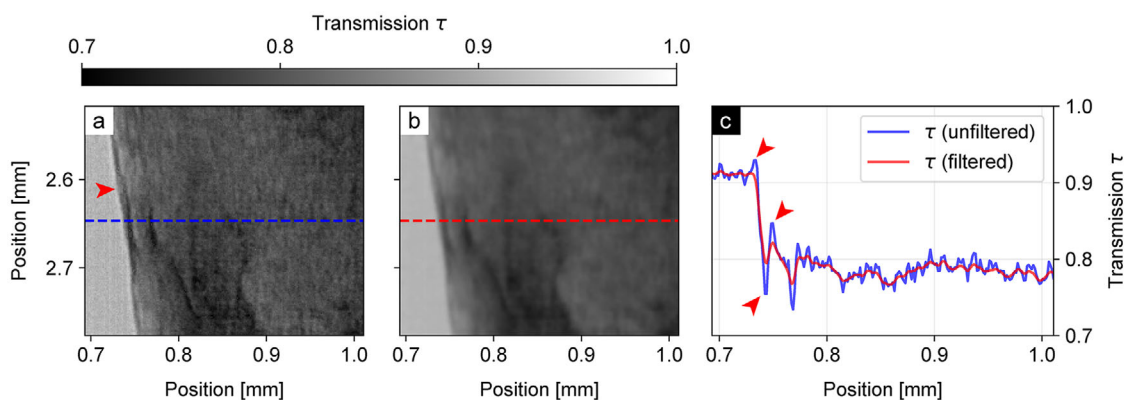 Transmission τ
0.7 0.8 0.9 1.0
a
b
c
τ (unfiltered)
τ (filtered)
1.0
0.9
0.8
0.7
Transmission τ
Position [mm]
2.6
2.7
0.7 0.8 0.9 1.0
0.7 0.8 0.9 1.0
0.7 0.8 0.9 1.0
Position [mm]
Position [mm]
Position [mm]